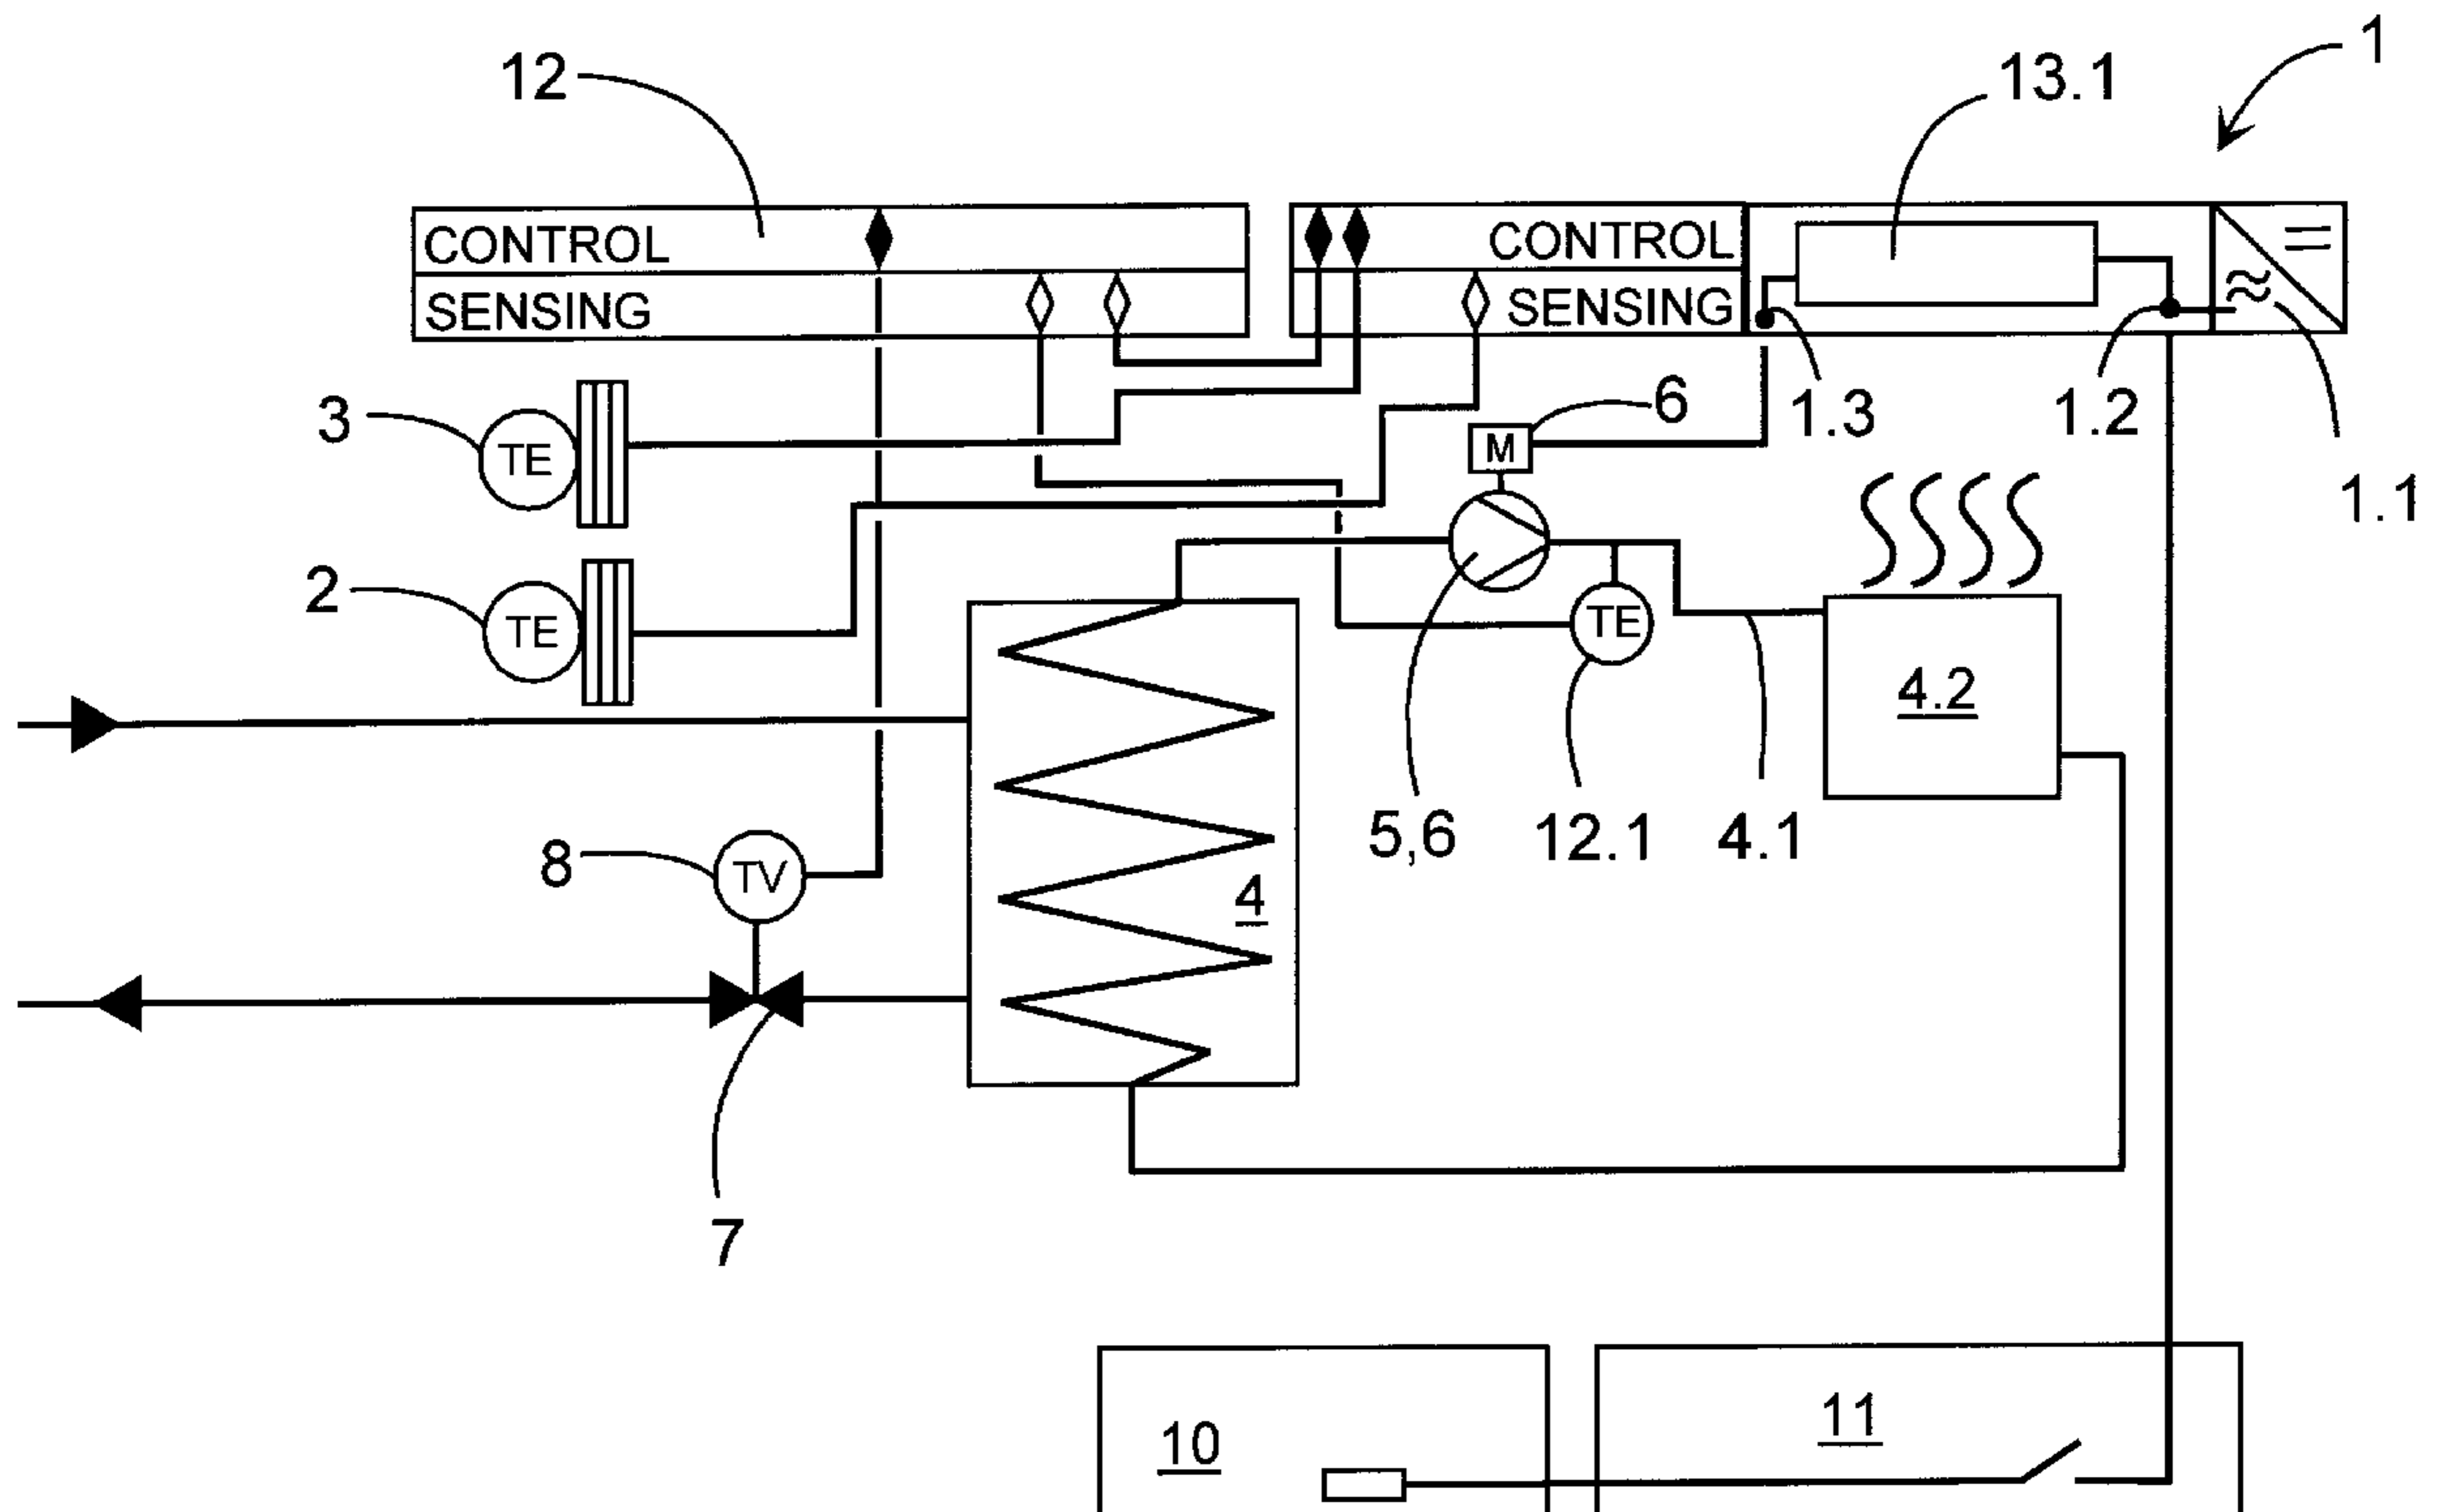 1
12
13.1
CONTROL
CONTROL
SENSING
SENSING
3
TE
6
M
1.3
1.2
1.1
2
TE
TE
4.2
8
TV
5,6
12.1
4.1
4
7
10
11